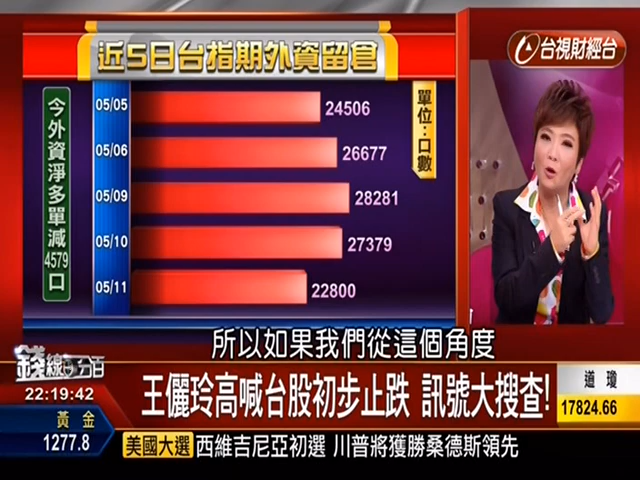 近5日台指期外資留倉
台視財經台
今外資淨多單減4579口
單位：口數
05/05
24506
05/06
26677
05/09
28281
05/10
27379
05/11
22800
所以如果我們從這個角度
錢線百分百
22:19:42
王儷玲高喊台股初步止跌 訊號大搜查!
道瓊
17824.66
黃金
1277.8
美國大選 西維吉尼亞初選 川普將獲勝桑德斯領先